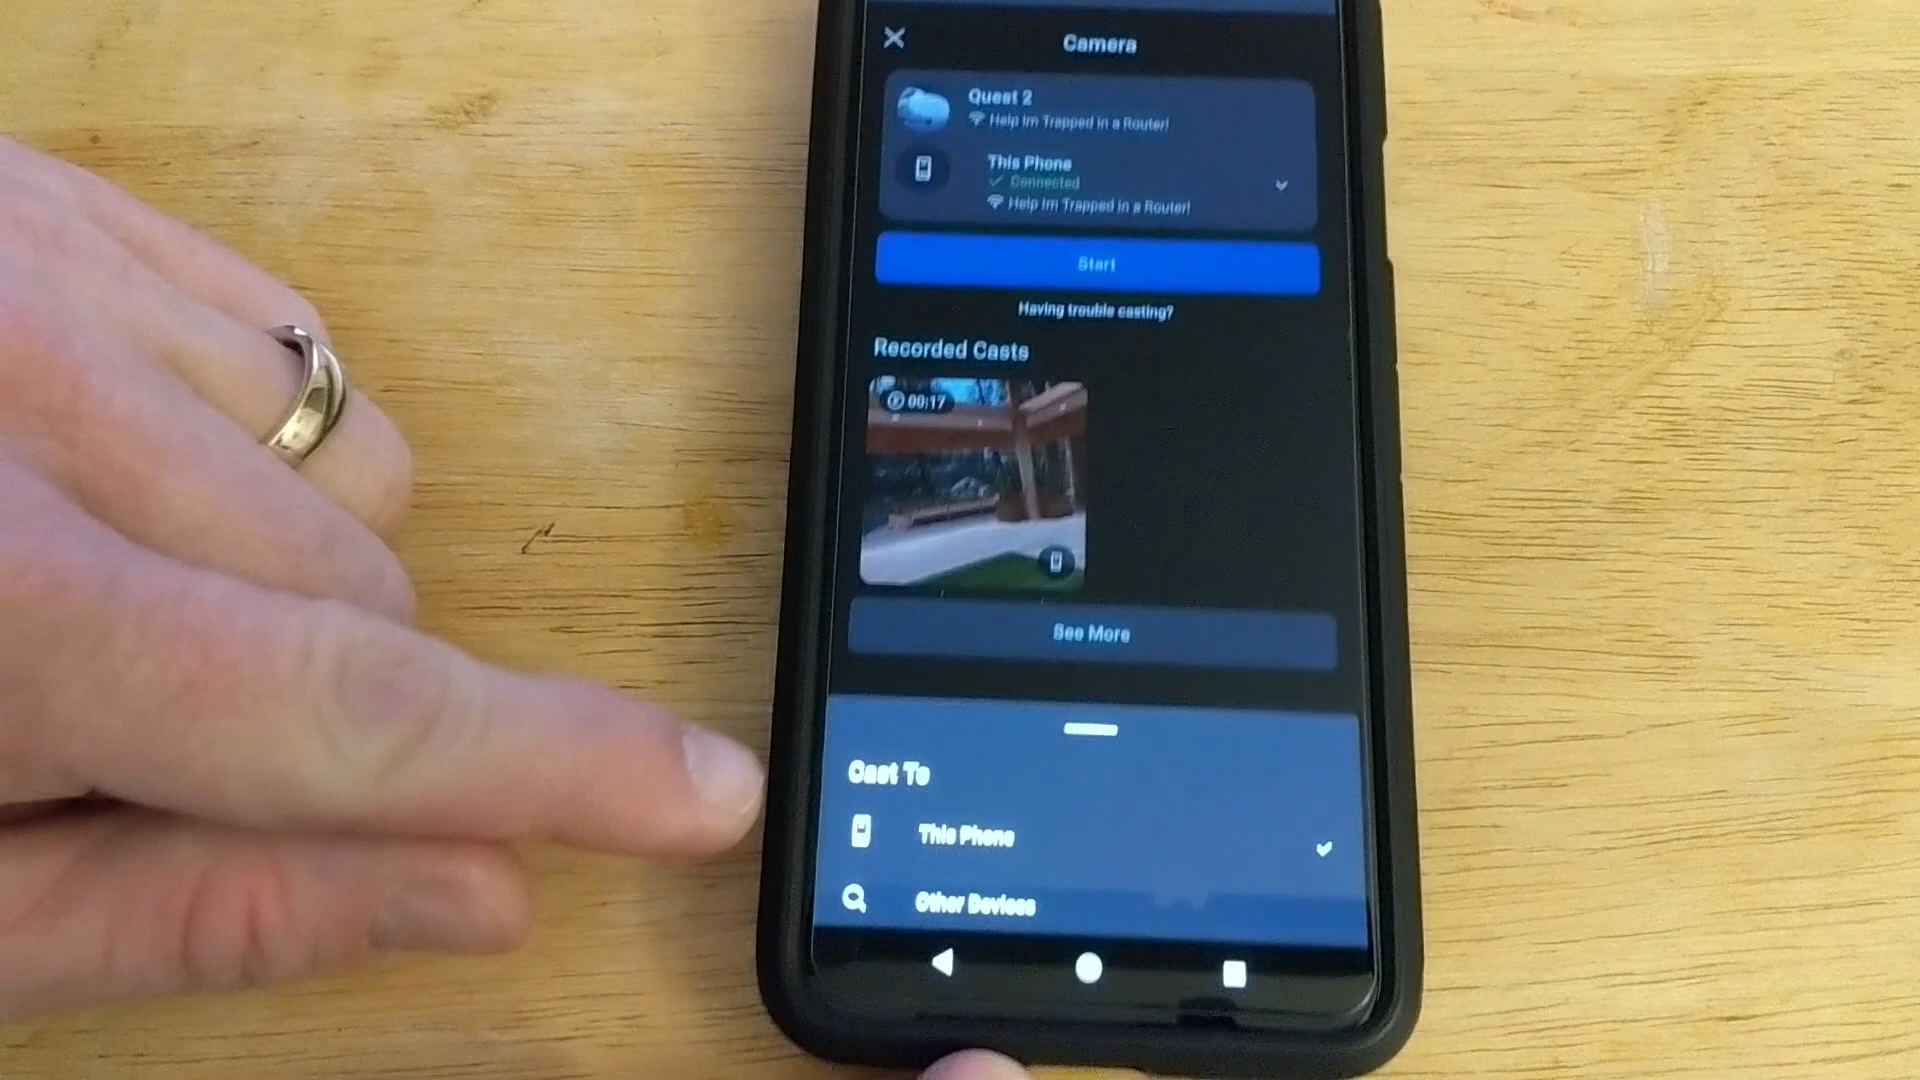 Camera
Quest 2
Help Im Trapped in a Router!
This Phone
Connected
Help Im Trapped in a Router!
Start
Having trouble casting?
Recorded Casts
00:17
See More
Cast To
This Phone
Other Devices